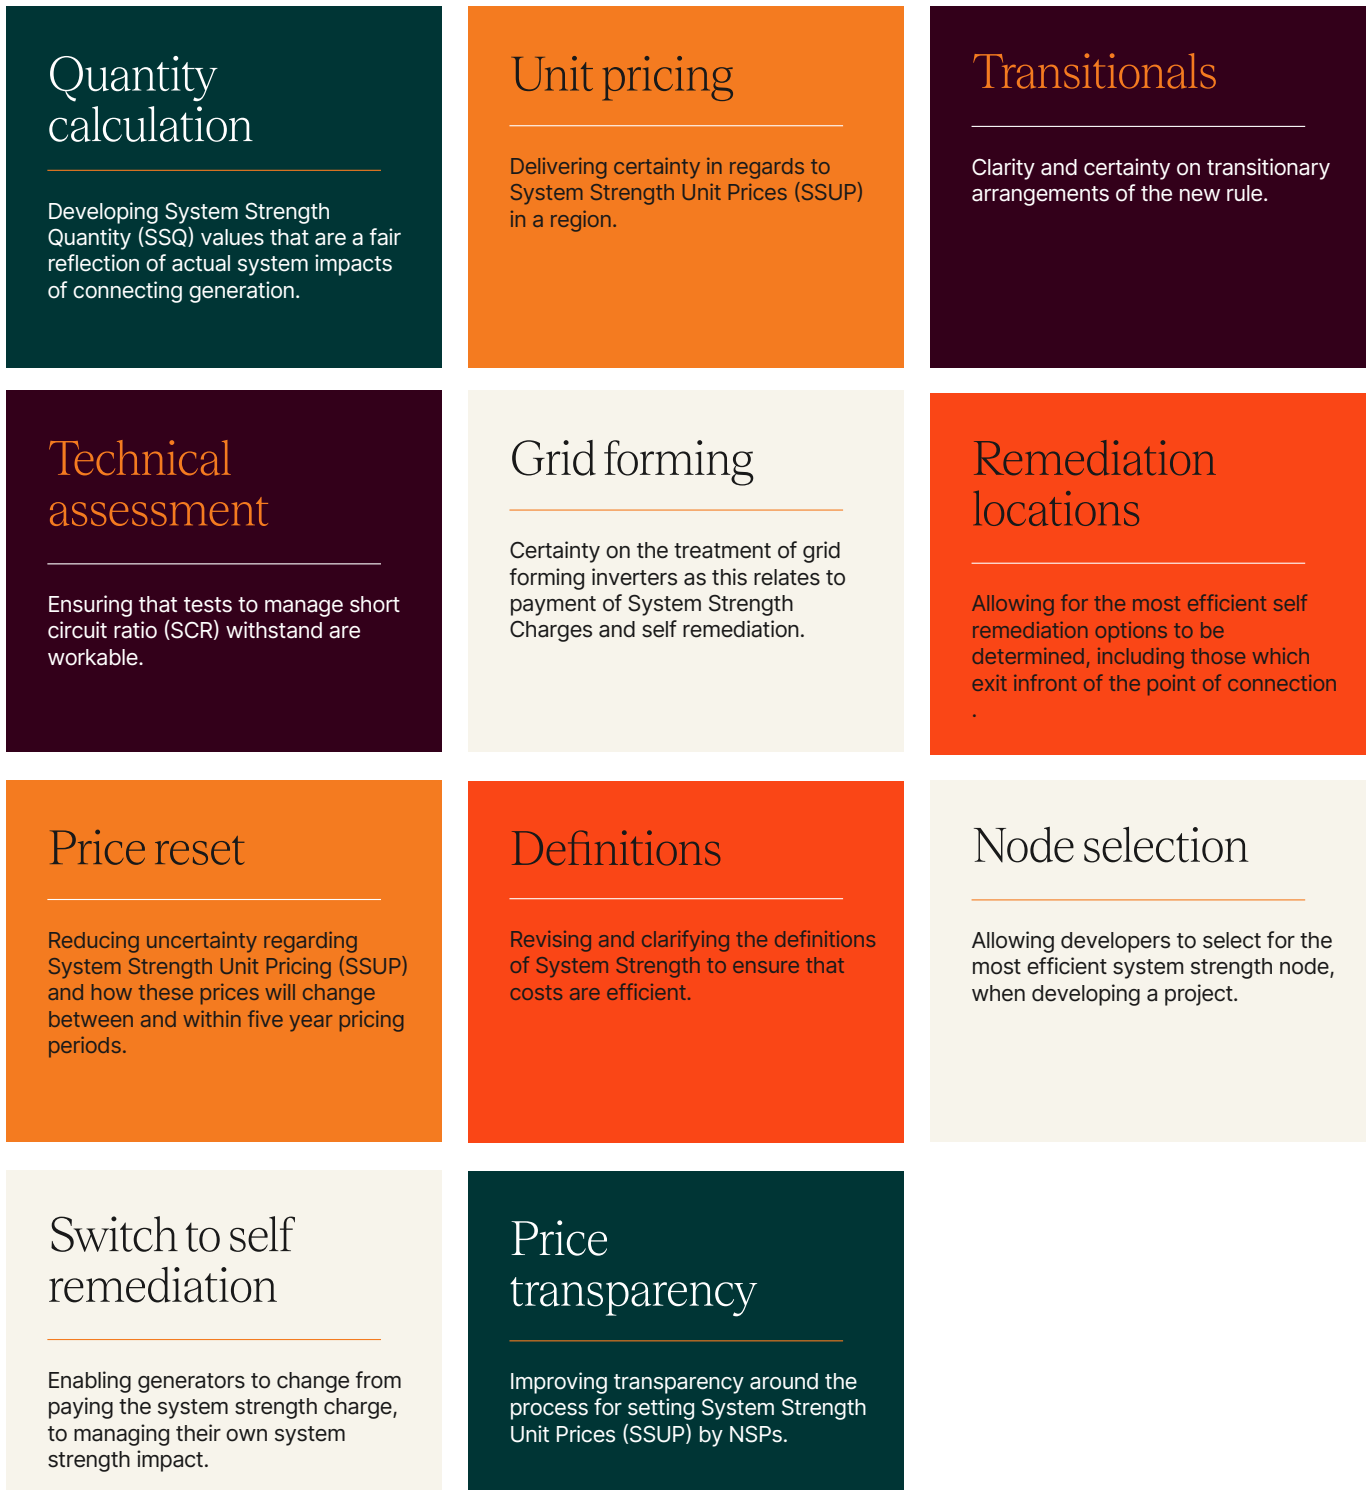 Quantity
calculation
Developing System Strength
Quantity (SSQ) values that are a fair
reflection of actual system impacts
of connecting generation.
Unit pricing
Delivering certainty in regards to
System Strength Unit Prices (SSUP)
in a region.
Transitionals
Clarity and certainty on transitionary
arrangements of the new rule.
Technical
assessment
Ensuring that tests to manage short
circuit ratio (SCR) withstand are
workable.
Grid forming
Certainty on the treatment of grid
forming inverters as this relates to
payment of System Strength
Charges and self remediation.
Remediation
locations
Allowing for the most efficient self
remediation options to be
determined, including those which
exit infront of the point of connection
.
Price reset
Reducing uncertainty regarding
System Strength Unit Pricing (SSUP)
and how these prices will change
between and within five year pricing
periods.
Definitions
Revising and clarifying the definitions
of System Strength to ensure that
costs are efficient.
Node selection
Allowing developers to select for the
most efficient system strength node,
when developing a project.
Switch to self
remediation
Enabling generators to change from
paying the system strength charge,
to managing their own system
strength impact.
Price
transparency
Improving transparency around the
process for setting System Strength
Unit Prices (SSUP) by NSPs.